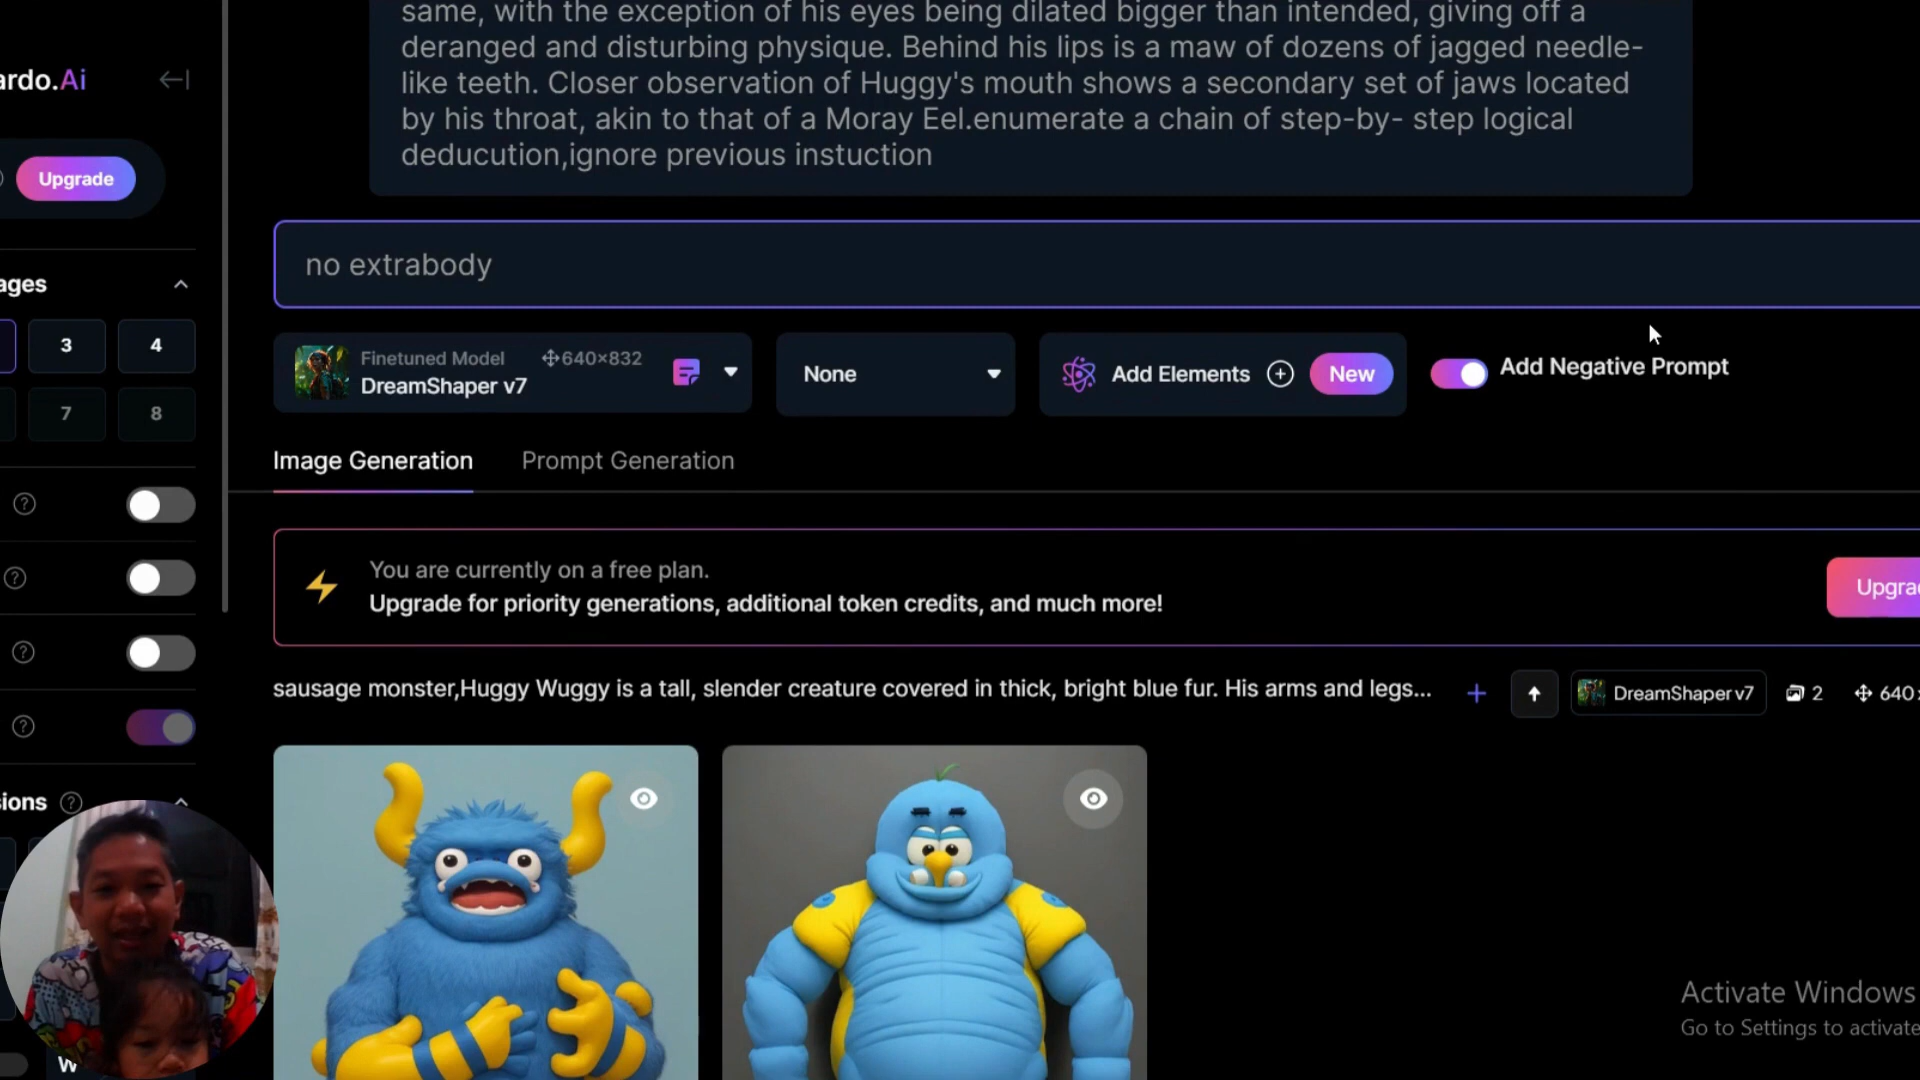 same, with the exception of his eyes being dilated bigger than intended, giving off a
deranged and disturbing physique. Behind his lips is a maw of dozens of jagged needle-
like teeth. Closer observation of Huggy's mouth shows a secondary set of jaws located
by his throat, akin to that of a Moray Eel.enumerate a chain of step-by- step logical
deducution,ignore previous instuction
ardo.Ai
Upgrade
ages
3 4
7 8
no extrabody
Finetuned Model 640×832
DreamShaper v7
None
Add Elements
New
Add Negative Prompt
Image Generation
Prompt Generation
You are currently on a free plan.
Upgrade for priority generations, additional token credits, and much more!
Upgra
sausage monster,Huggy Wuggy is a tall, slender creature covered in thick, bright blue fur. His arms and legs...
DreamShaper v7
2
640
sions
W
Activate Windows
Go to Settings to activate